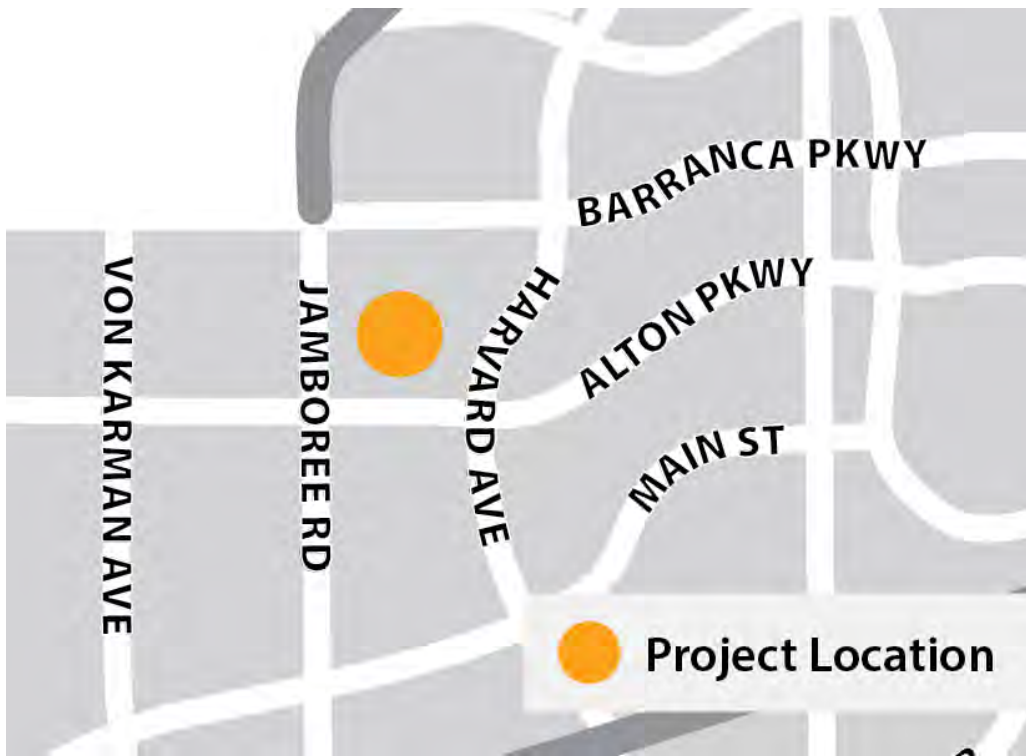 BARRANCA PKWY
VON KARMAN AVE
JAMBOREE RD
HARVARD AVE
ALTON PKWY
MAIN ST
Project Location